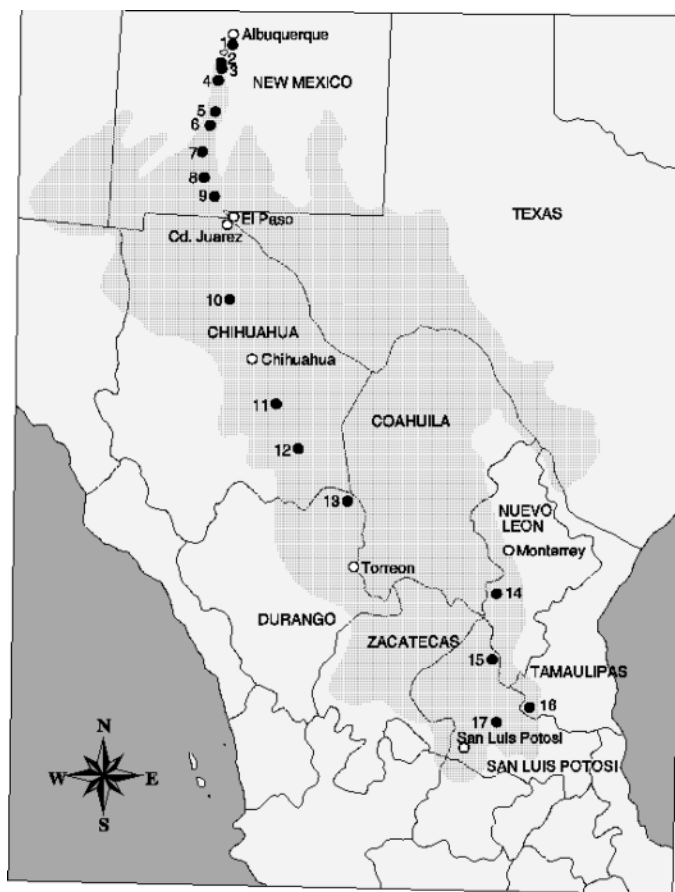 Albuquerque
1
2
3
4
NEW MEXICO
5
6
7
8
9
TEXAS
El Paso
Cd. Juarez
10
CHIHUAHUA
Chihuahua
11
COAHUILA
12
13
NUEVO
LEON
Monterrey
Torreon
14
DURANGO
ZACATECAS
15
TAMAULIPAS
16
17
San Luis Potosi
SAN LUIS POTOSI
N
W
E
S